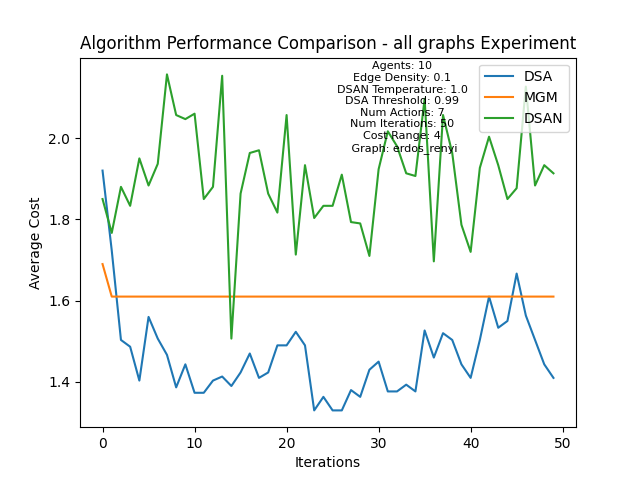 Algorithm Performance Comparison - all graphs Experiment
Agents: 10
Edge Density: 0.1
DSAN Temperature: 1.0
DSA Threshold: 0.99
Num Actions: 7
Num Iterations: 50
Cost Range: 4
Graph: erdos_renyi
DSA
MGM
DSAN
Average Cost
2.0
1.8
1.6
1.4
0
10
20
30
40
50
Iterations